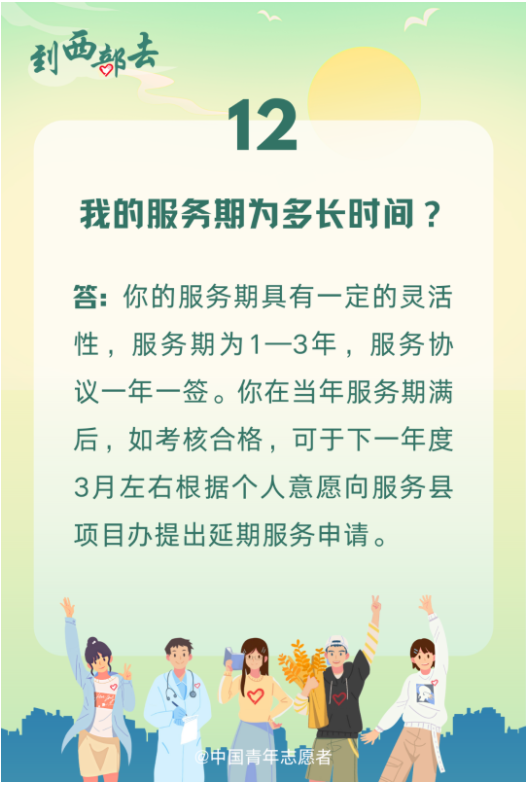 到西部去
12
我的服务期为多长时间？
答：你的服务期具有一定的灵活
性，服务期为1—3年，服务协
议一年一签。你在当年服务期满
后，如考核合格，可于下一年度
3月左右根据个人意愿向服务县
项目办提出延期服务申请。
@中国青年志愿者